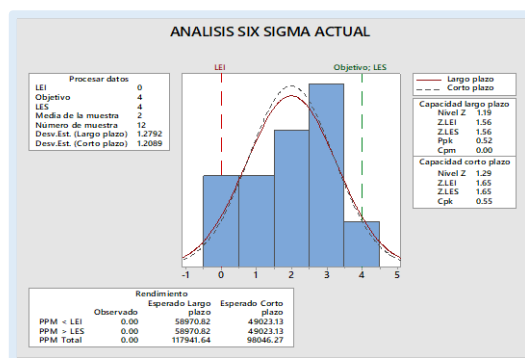 ANALISIS SIX SIGMA ACTUAL
LEI
Objetivo; LES
Procesar datos
LEI 0
Objetivo 4
LES 4
Media de la muestra 2
Número de muestra 12
Desv.Est. (Largo plazo) 1.2792
Desv.Est. (Corto plazo) 1.2089
Largo plazo
Corto plazo
Capacidad largo plazo
Nivel Z 1.19
Z.LEI 1.56
Z.LES 1.56
Ppk 0.52
Cpm 0.00
Capacidad corto plazo
Nivel Z 1.29
Z.LEI 1.65
Z.LES 1.65
Cpk 0.55
-1 0 1 2 3 4 5
Rendimiento
Esperado Largo Esperado Corto
Observado plazo plazo
PPM < LEI 0.00 58970.82 49023.13
PPM > LES 0.00 58970.82 49023.13
PPM Total 0.00 117941.64 98046.27